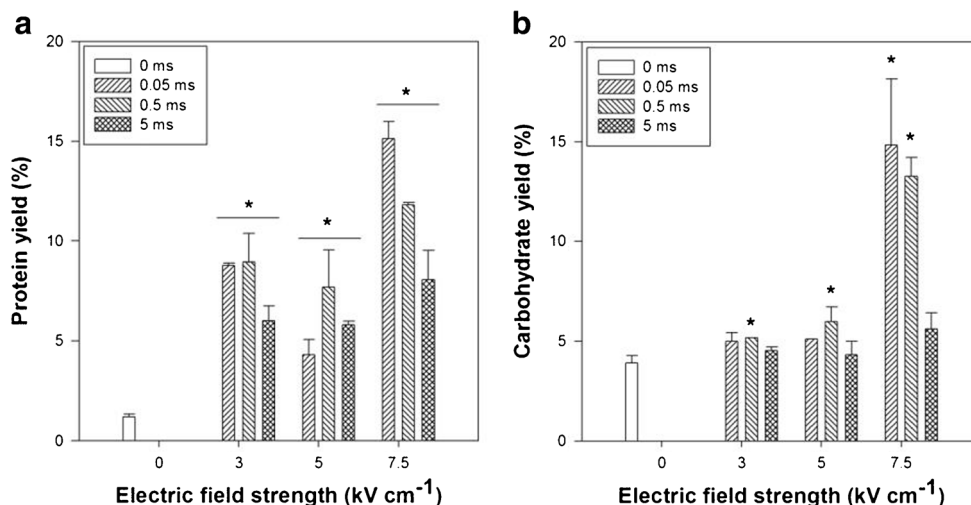 a
20
15
10
5
0
Protein yield (%)
0 ms
0.05 ms
0.5 ms
5 ms
*
*
*
0
3
5
7.5
Electric field strength (kV cm⁻¹)
b
20
15
10
5
0
Carbohydrate yield (%)
0 ms
0.05 ms
0.5 ms
5 ms
*
*
*
*
0
3
5
7.5
Electric field strength (kV cm⁻¹)